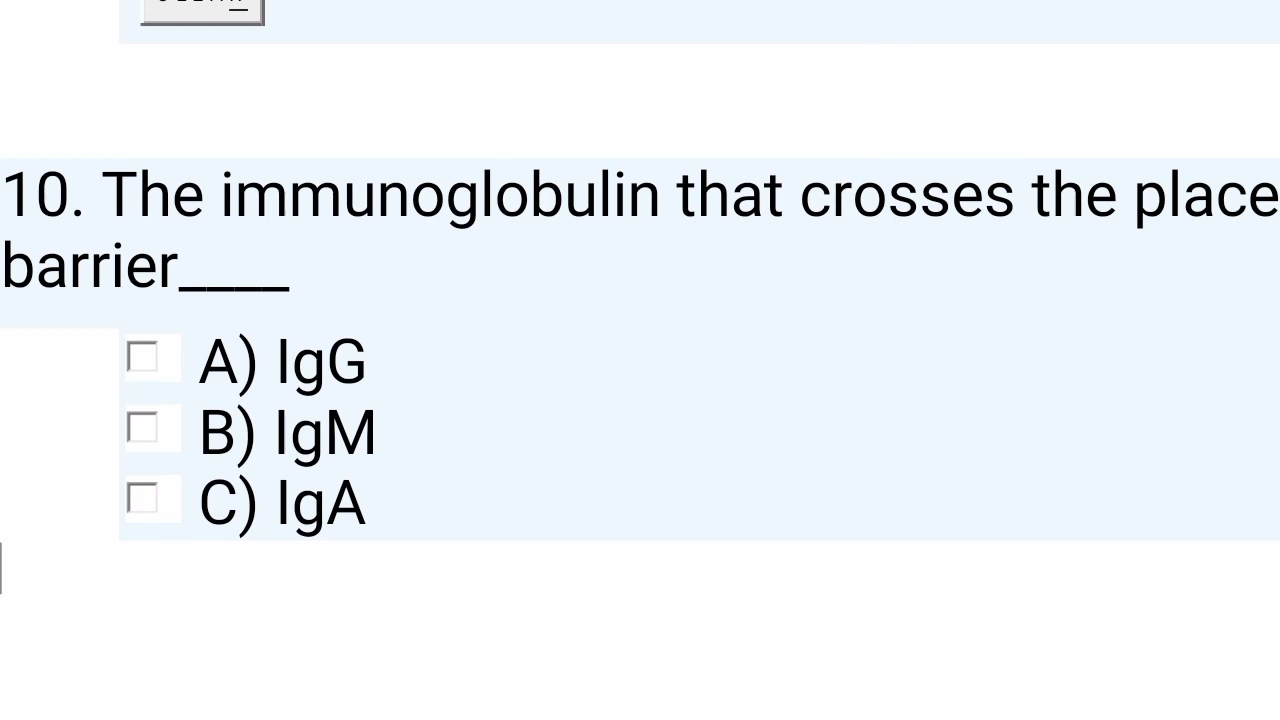 10. The immunoglobulin that crosses the place
barrier____
A) IgG
B) IgM
C) IgA